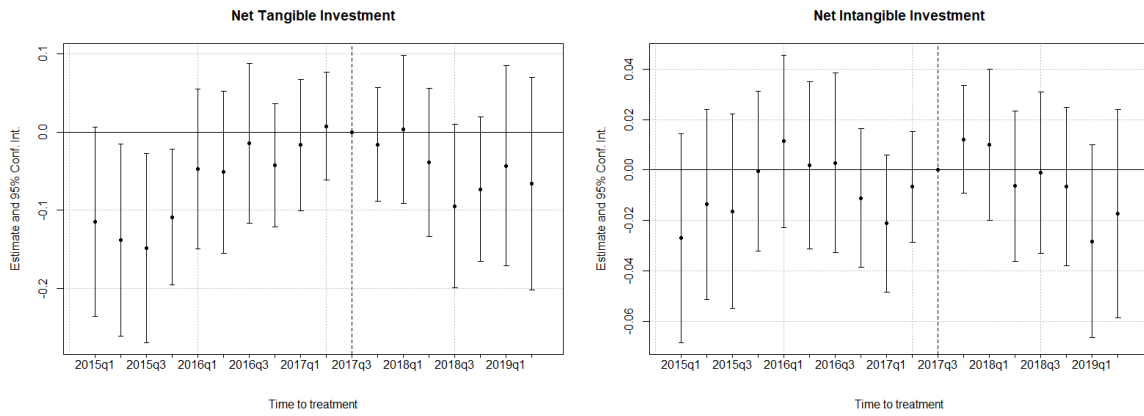 Net Tangible Investment
Estimate and 95% Conf. Int.
0.1
0.0
-0.1
-0.2
2015q1 2015q3 2016q1 2016q3 2017q1 2017q3 2018q1 2018q3 2019q1
Time to treatment
Net Intangible Investment
Estimate and 95% Conf. Int.
0.04
0.02
0.00
-0.02
-0.04
-0.06
2015q1 2015q3 2016q1 2016q3 2017q1 2017q3 2018q1 2018q3 2019q1
Time to treatment